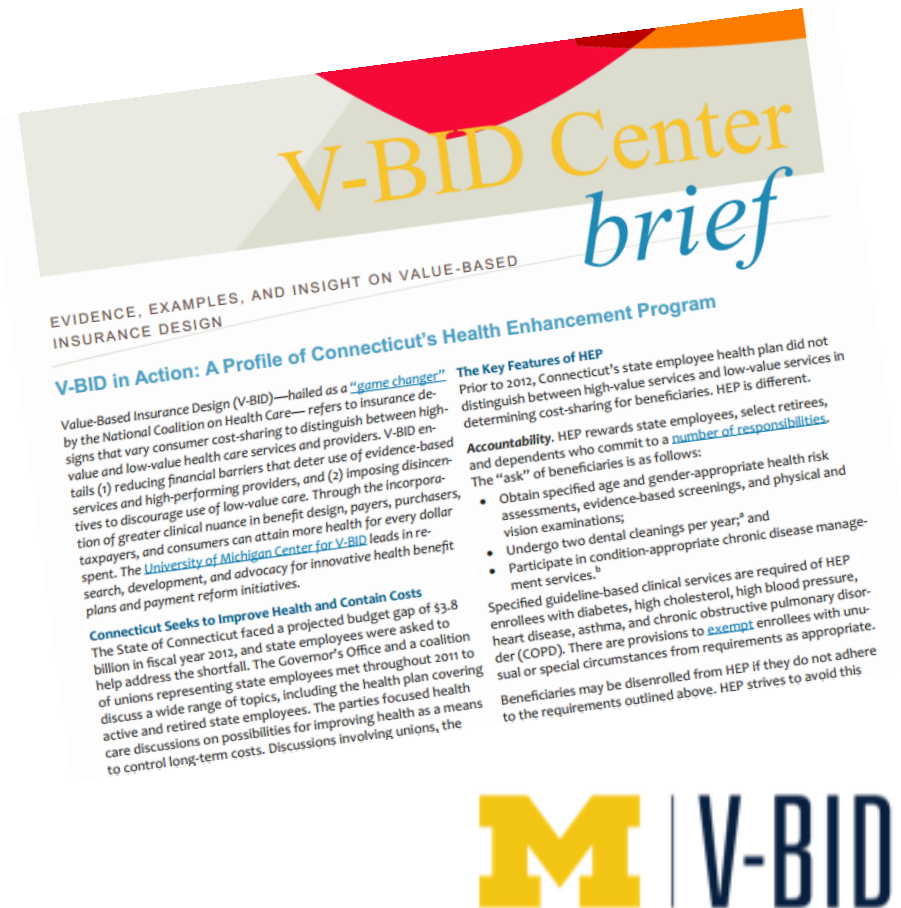 V-BID Center
brief
EVIDENCE, EXAMPLES, AND INSIGHT ON VALUE-BASED
INSURANCE DESIGN
V-BID in Action: A Profile of Connecticut's Health Enhancement Program
Value-Based Insurance Design (V-BID)—hailed as a "game changer"
by the National Coalition on Health Care— refers to insurance de-
signs that vary consumer cost-sharing to distinguish between high-
value and low-value health care services and providers. V-BID en-
tails (1) reducing financial barriers that deter use of evidence-based
services and high-performing providers, and (2) imposing disincen-
tives to discourage use of low-value care. Through the incorpora-
tion of greater clinical nuance in benefit design, payers, purchasers,
taxpayers, and consumers can attain more health for every dollar
spent. The University of Michigan Center for V-BID leads in re-
search, development, and advocacy for innovative health benefit
plans and payment reform initiatives.
Connecticut Seeks to Improve Health and Contain Costs
The State of Connecticut faced a projected budget gap of $3.8
billion in fiscal year 2012, and state employees were asked to
help address the shortfall. The Governor's Office and a coalition
of unions representing state employees met throughout 2011 to
discuss a wide range of topics, including the health plan covering
active and retired state employees. The parties focused health
care discussions on possibilities for improving health as a means
to control long-term costs. Discussions involving unions, the
The Key Features of HEP
Prior to 2012, Connecticut's state employee health plan did not
distinguish between high-value services and low-value services in
determining cost-sharing for beneficiaries. HEP is different.
Accountability. HEP rewards state employees, select retirees,
and dependents who commit to a number of responsibilities.
The "ask" of beneficiaries is as follows:
• Obtain specified age and gender-appropriate health risk
assessments, evidence-based screenings, and physical and
vision examinations;
• Undergo two dental cleanings per year;ª and
• Participate in condition-appropriate chronic disease manage-
ment services.ᵇ
Specified guideline-based clinical services are required of HEP
enrollees with diabetes, high cholesterol, high blood pressure,
heart disease, asthma, and chronic obstructive pulmonary disor-
der (COPD). There are provisions to exempt enrollees with unu-
sual or special circumstances from requirements as appropriate.
Beneficiaries may be disenrolled from HEP if they do not adhere
to the requirements outlined above. HEP strives to avoid this
M | V-BID